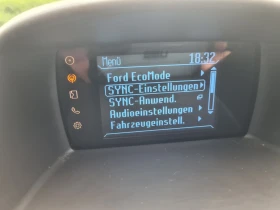 Menü 18:32
Ford EcoMode
SYNC-Einstellungen
SYNC-Anwend.
Audioeinstellungen
Fahrzeugeinstell.